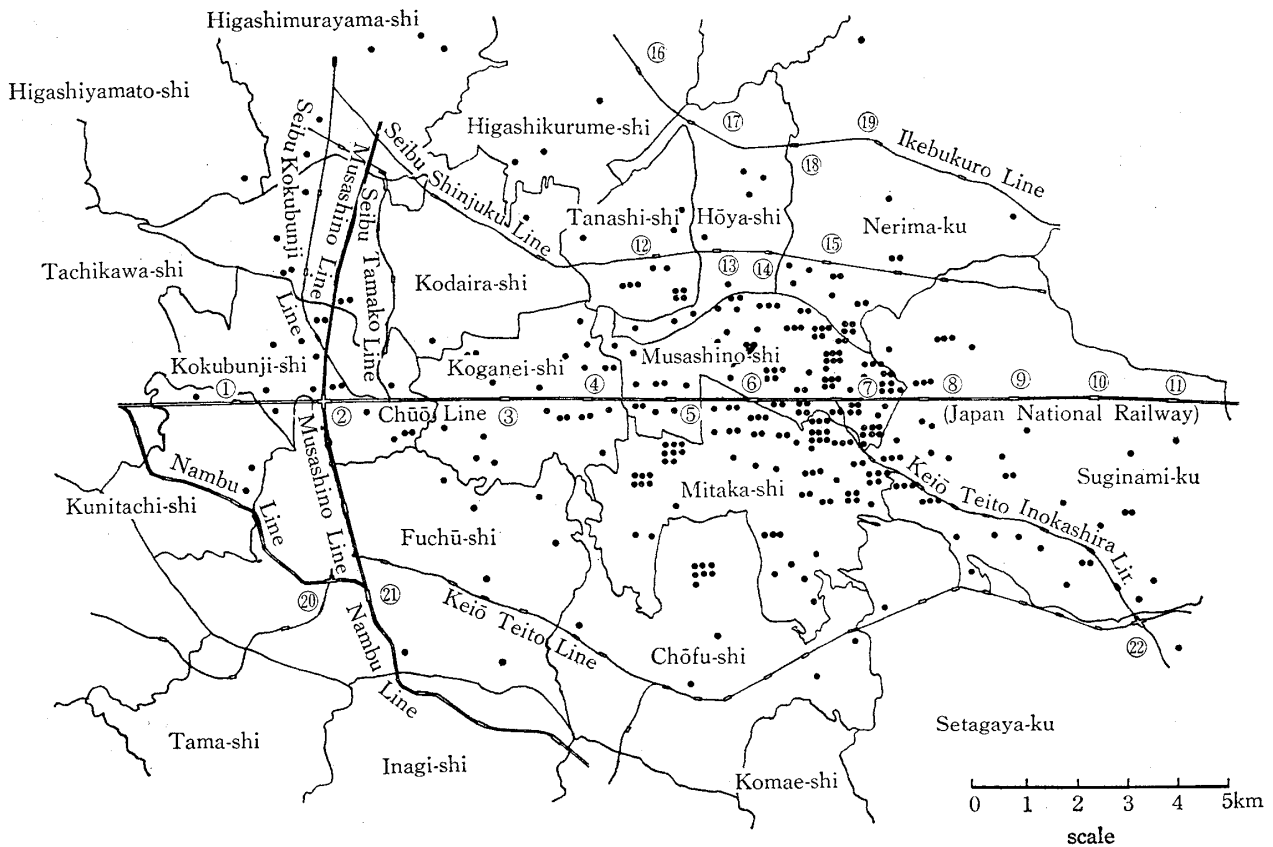 Higashimurayama-shi
⑯
Higashiyamato-shi
Higashikurume-shi
⑰
⑲
Ikebukuro Line
⑱
Seibu Kokubunji
Line
Musashino Line
Seibu Tamako Line
Seibu Shinjuku Line
Tanashi-shi
Hōya-shi
Nerima-ku
⑫
⑬
⑭
⑮
Tachikawa-shi
Kodaira-shi
Kokubunji-shi
Koganei-shi
Musashino-shi
①
②
③
④
⑤
⑥
⑦
⑧
⑨
⑩
⑪
Chūō Line
(Japan National Railway)
Nambu
Line
Musashino Line
Mitaka-shi
Keiō Teito Inokashira Lir.
Suginami-ku
Kunitachi-shi
Fuchū-shi
⑳
㉑
Nambu
Line
Keiō Teito Line
Chōfu-shi
㉒
Tama-shi
Inagi-shi
Komae-shi
Setagaya-ku
0 1 2 3 4 5km
scale